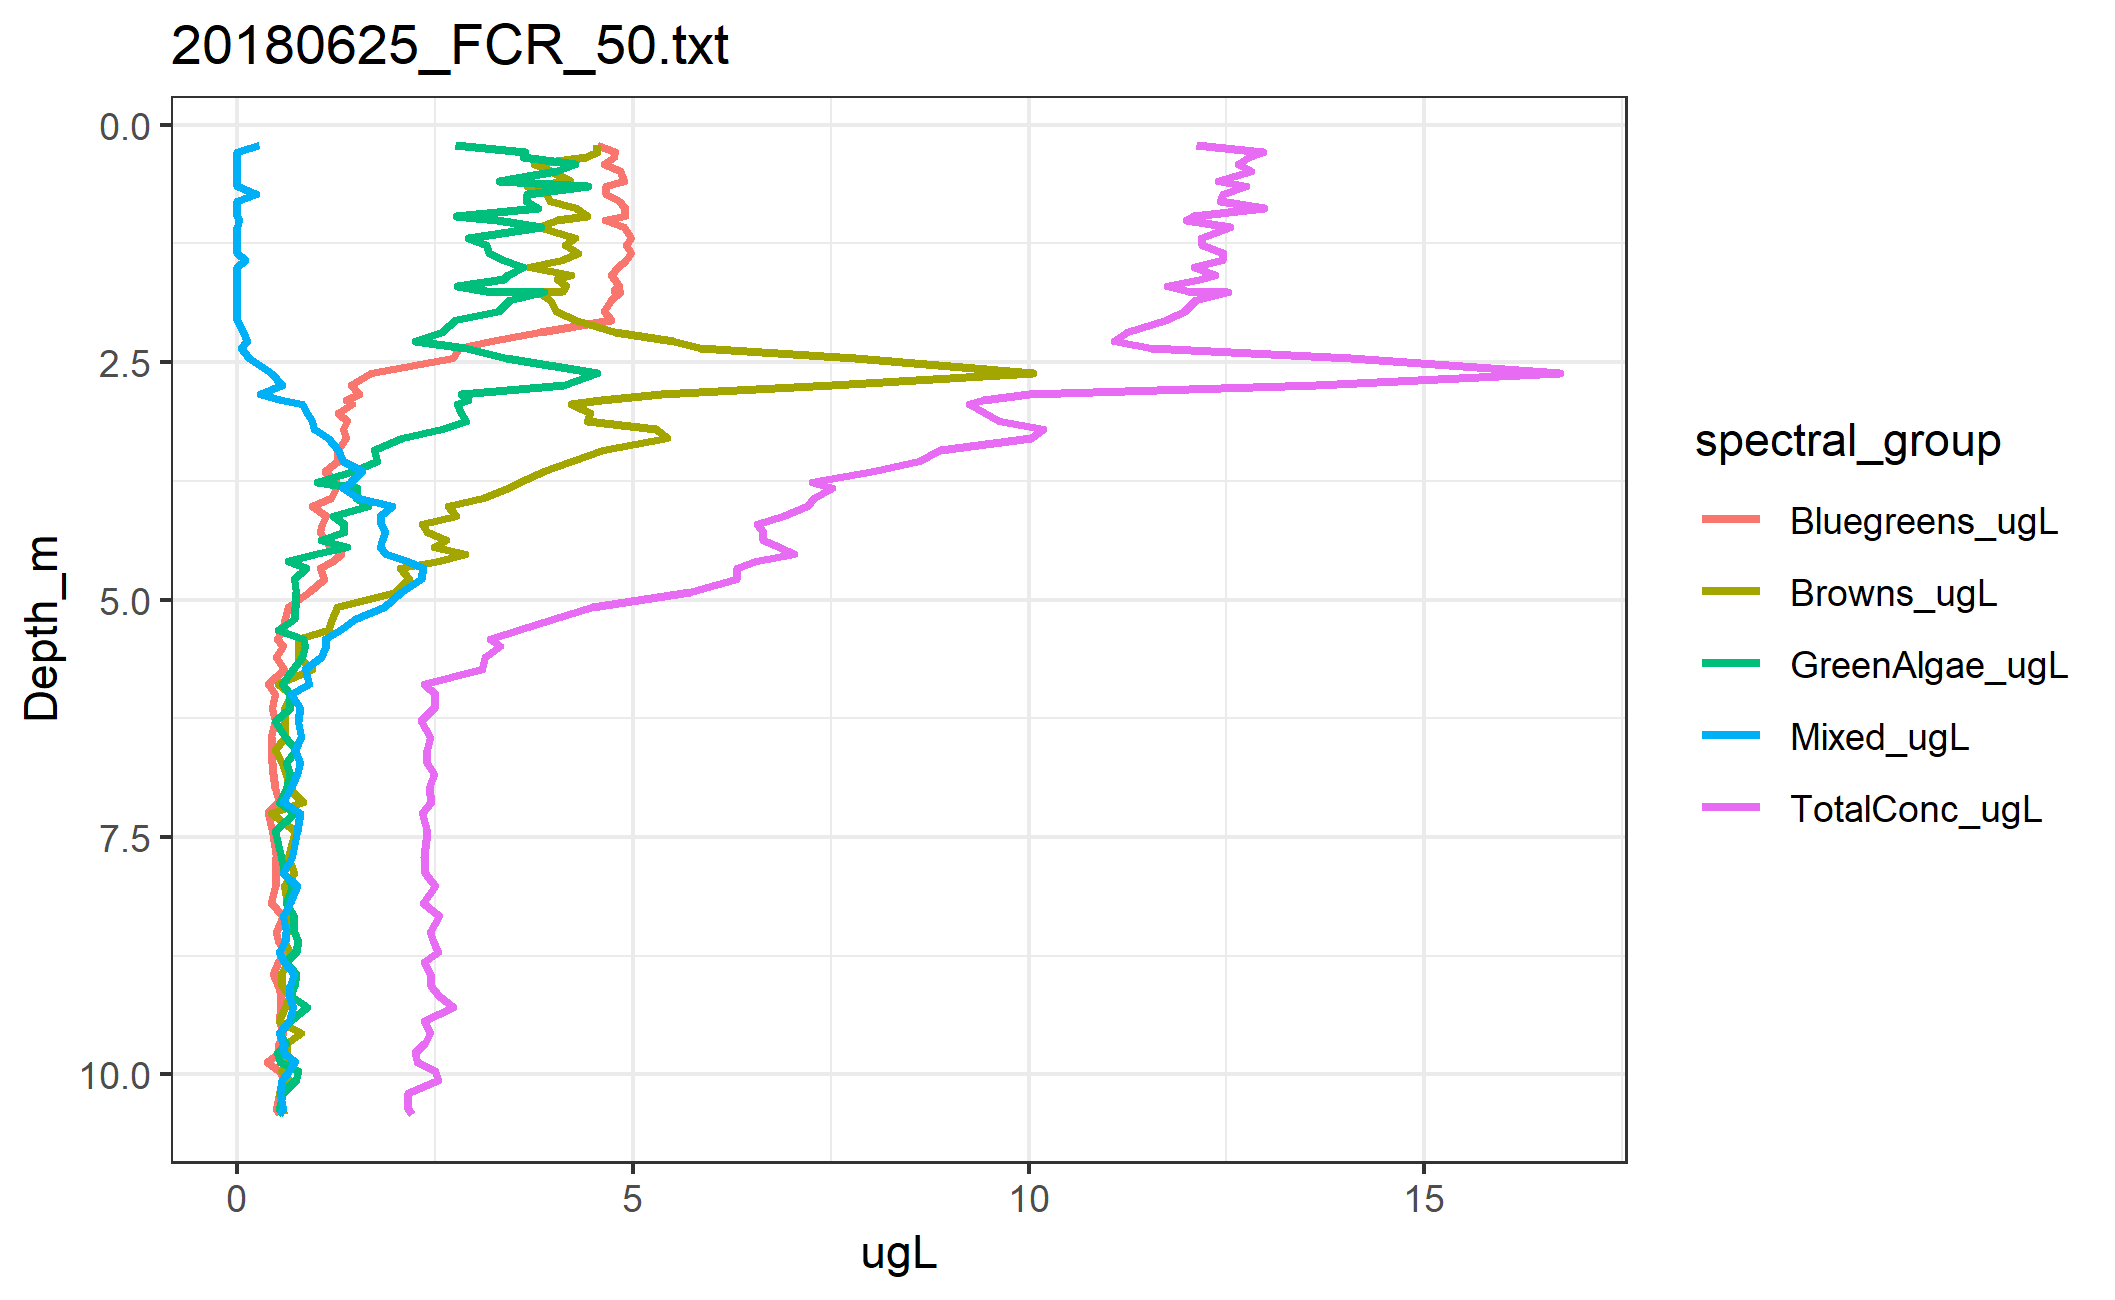 20180625_FCR_50.txt
0.0
2.5
5.0
7.5
10.0
Depth_m
0 5 10 15
ugL
spectral_group
Bluegreens_ugL
Browns_ugL
GreenAlgae_ugL
Mixed_ugL
TotalConc_ugL